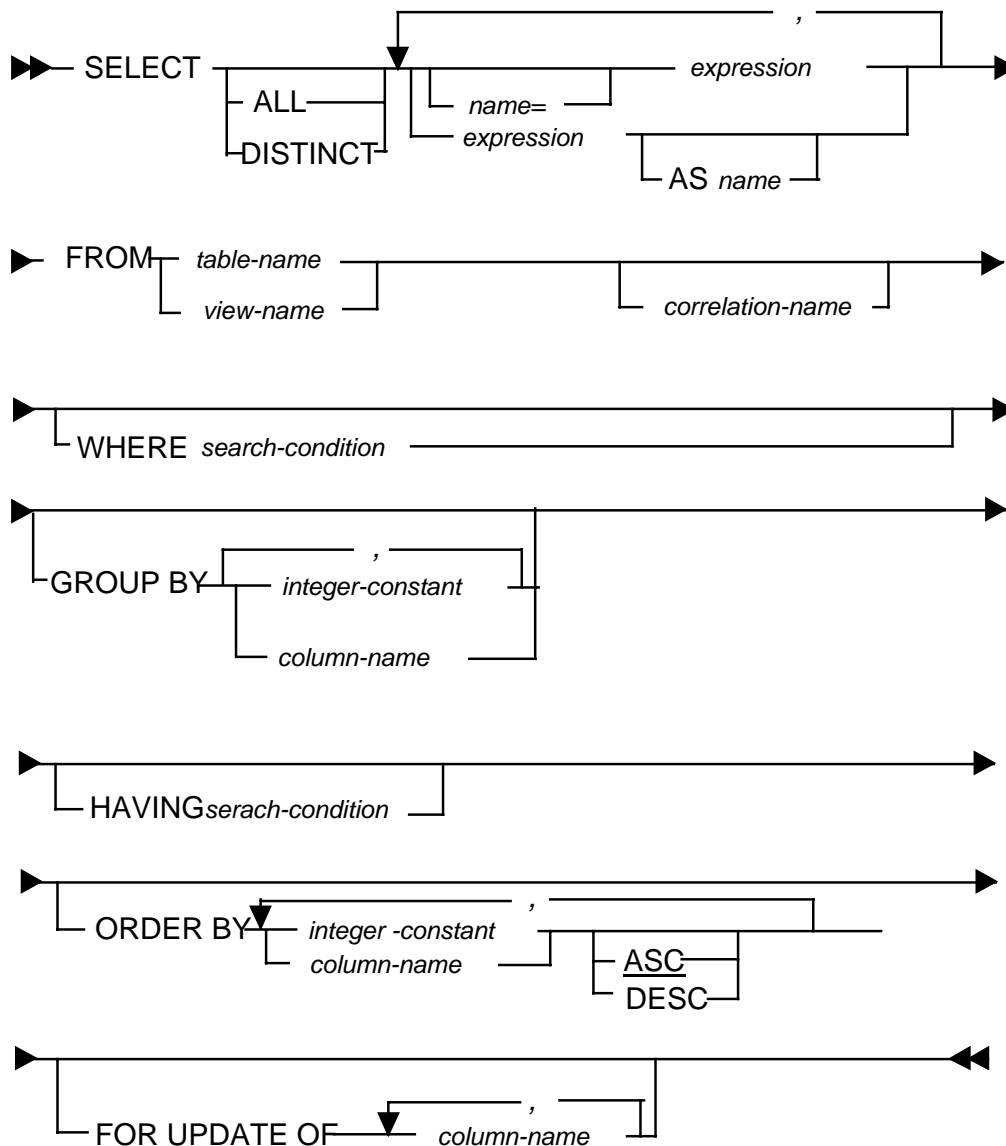 ,
SELECT expression
ALL name=
expression
DISTINCT
AS name
FROM table-name
view-name correlation-name
WHERE search-condition
,
GROUP BY integer-constant
column-name
HAVING serach-condition
,
ORDER BY integer -constant
column-name ASC
DESC
,
FOR UPDATE OF column-name